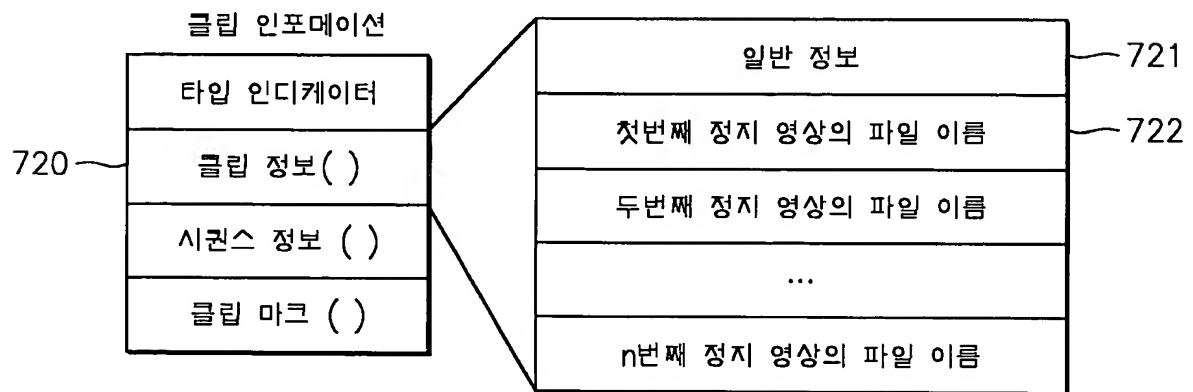 클립 인포메이션
타입 인디케이터
720
클립 정보( )
시퀀스 정보 ( )
클립 마크 ( )
일반 정보
721
첫번째 정지 영상의 파일 이름
722
두번째 정지 영상의 파일 이름
...
n번째 정지 영상의 파일 이름